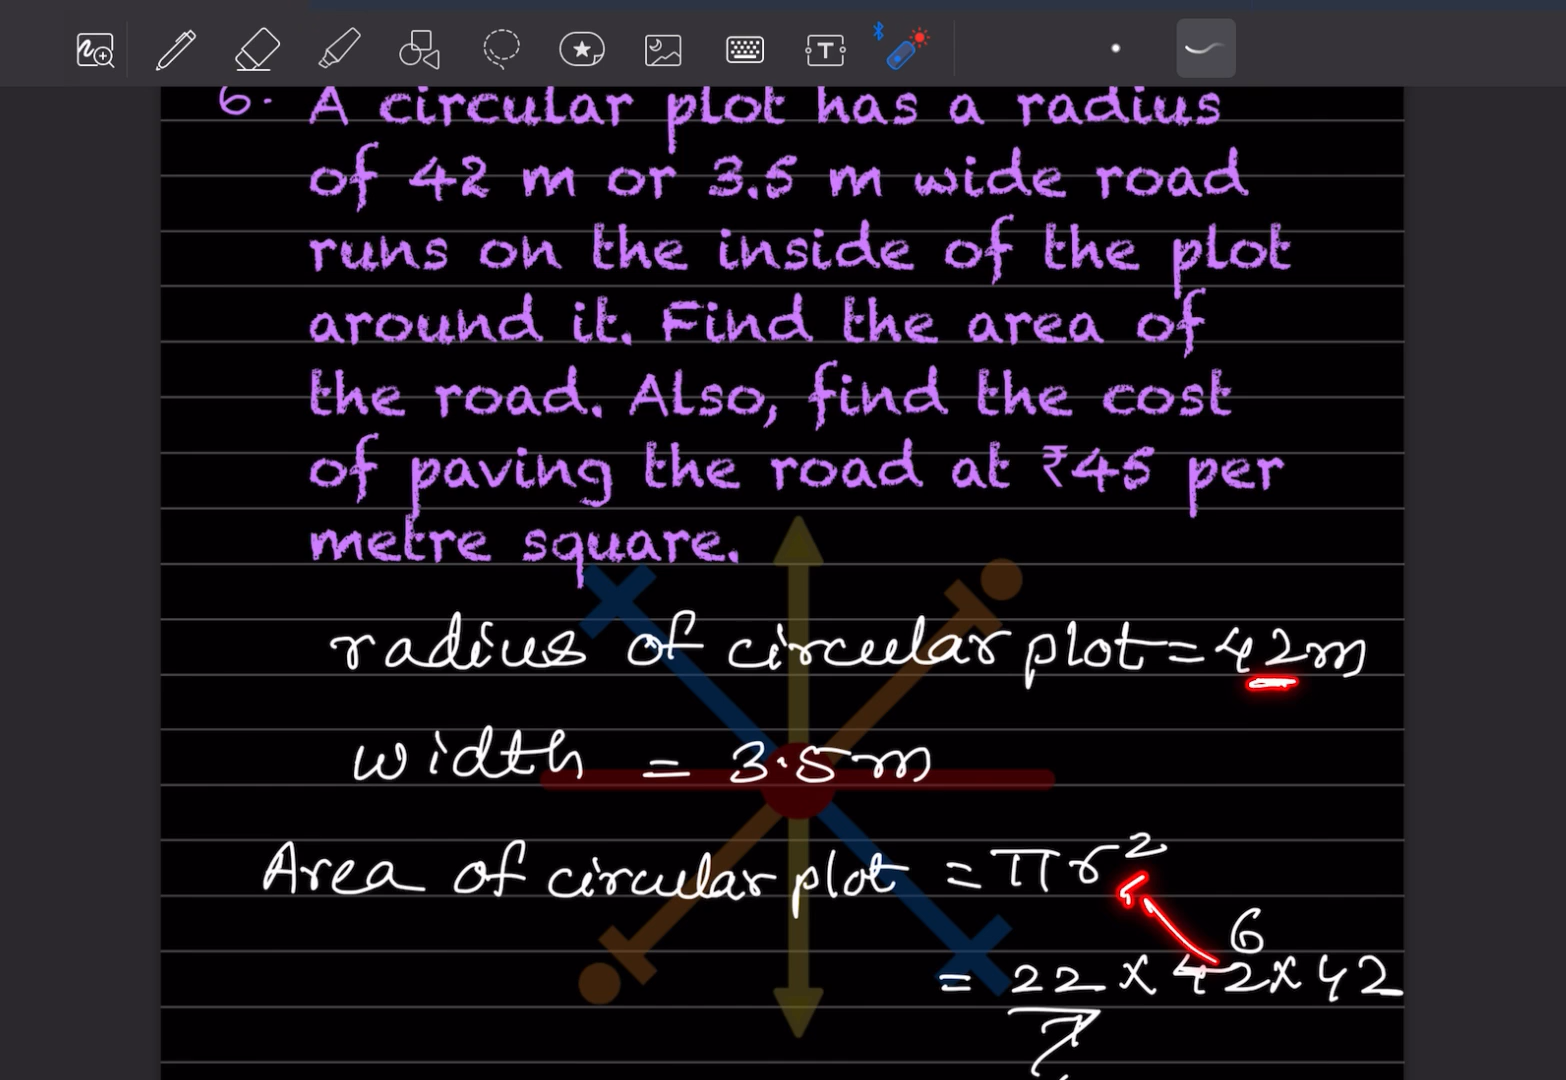 6. A circular plot has a radius
of 42 m or 3.5 m wide road
runs on the inside of the plot
around it. Find the area of
the road. Also, find the cost
of paving the road at ₹45 per
metre square.
radius of circular plot = 42m
width = 3.5m
Area of circular plot = πr²
6
= 22 × 42 × 42
7